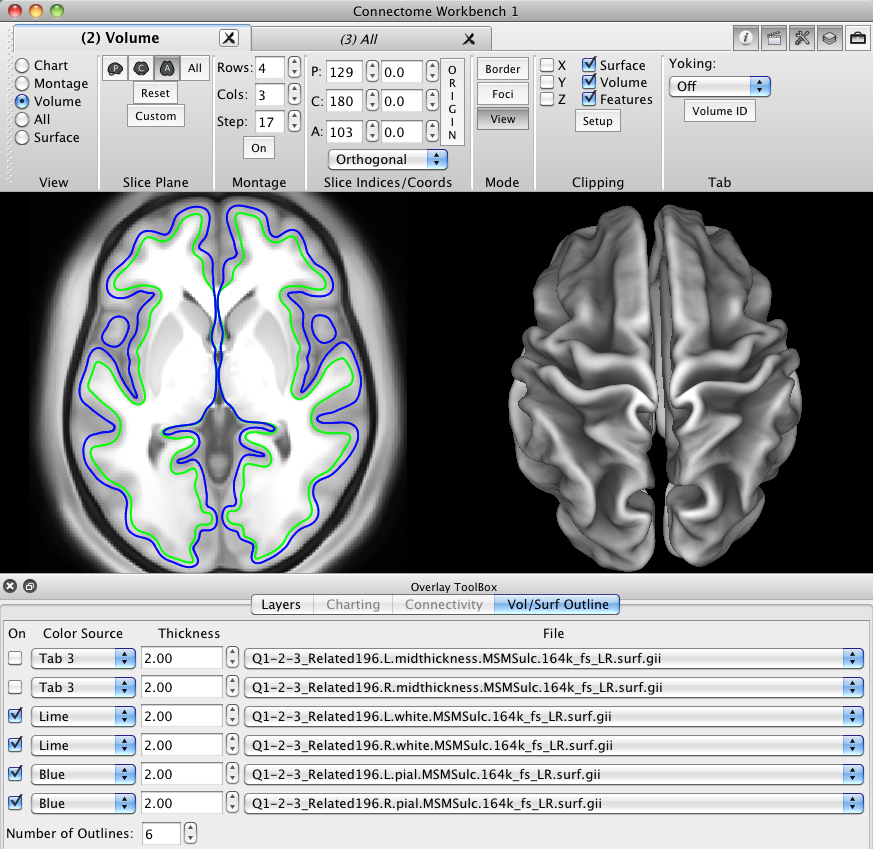 Connectome Workbench 1
(2) Volume
(3) All
Chart
Montage
Volume
All
Surface
View
P C A All
Reset
Custom
Slice Plane
Rows: 4
Cols: 3
Step: 17
On
Montage
P: 129 0.0
C: 180 0.0
A: 103 0.0
ORIGIN
Orthogonal
Slice Indices/Coords
Border
Foci
View
Mode
X Surface
Y Volume
Z Features
Setup
Clipping
Yoking:
Off
Volume ID
Tab
Overlay ToolBox
Layers Charting Connectivity Vol/Surf Outline
On Color Source Thickness File
Tab 3 2.00 Q1-2-3_Related196.L.midthickness.MSMSulc.164k_fs_LR.surf.gii
Tab 3 2.00 Q1-2-3_Related196.R.midthickness.MSMSulc.164k_fs_LR.surf.gii
Lime 2.00 Q1-2-3_Related196.L.white.MSMSulc.164k_fs_LR.surf.gii
Lime 2.00 Q1-2-3_Related196.R.white.MSMSulc.164k_fs_LR.surf.gii
Blue 2.00 Q1-2-3_Related196.L.pial.MSMSulc.164k_fs_LR.surf.gii
Blue 2.00 Q1-2-3_Related196.R.pial.MSMSulc.164k_fs_LR.surf.gii
Number of Outlines: 6